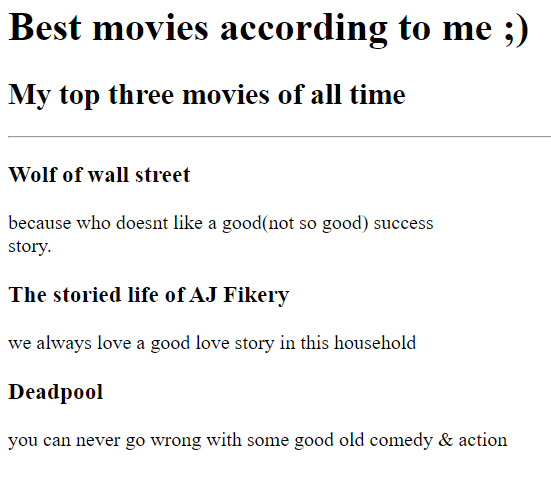 Best movies according to me ;)
My top three movies of all time
Wolf of wall street
because who doesnt like a good(not so good) success
story.
The storied life of AJ Fikery
we always love a good love story in this household
Deadpool
you can never go wrong with some good old comedy & action